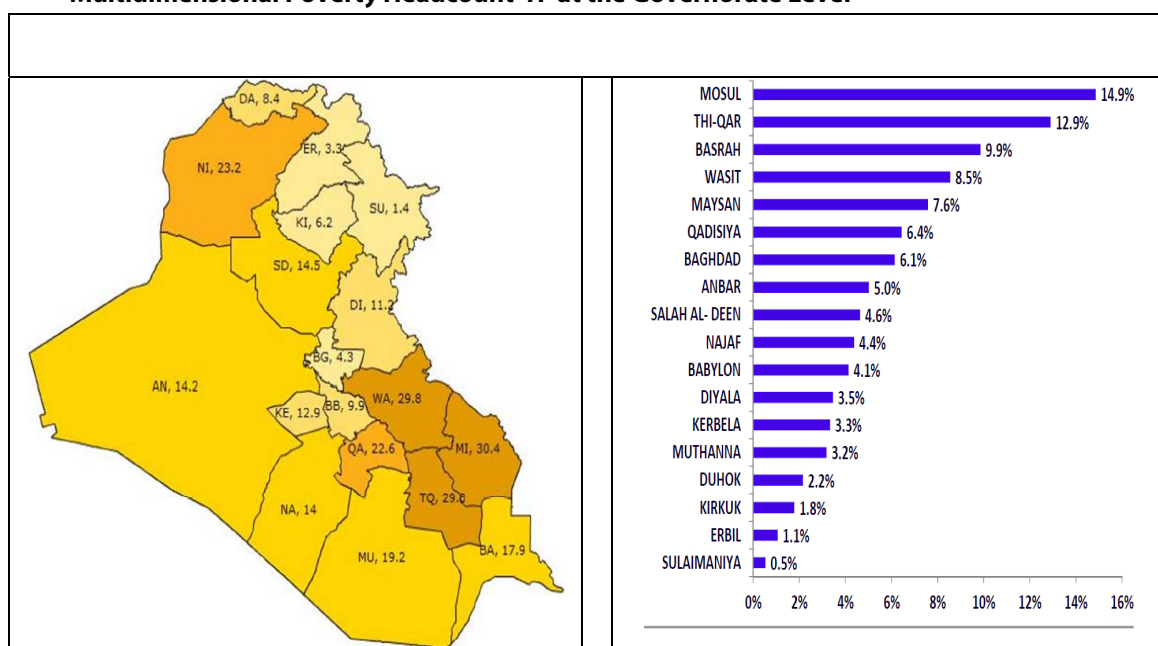 Multidimensional Poverty Headcount at the Governorate Level
DA, 8.4
ER, 3.3
NI, 23.2
SU, 1.4
KI, 6.2
SD, 14.5
DI, 11.2
BG, 4.3
AN, 14.2
WA, 29.8
BB, 9.9
KE, 12.9
QA, 22.6
MI, 30.4
TQ,
NA, 14
BA, 17.9
MU, 19.2
MOSUL 14.9%
THI-QAR 12.9%
BASRAH 9.9%
WASIT 8.5%
MAYSAN 7.6%
QADISIYA 6.4%
BAGHDAD 6.1%
ANBAR 5.0%
SALAH AL- DEEN 4.6%
NAJAF 4.4%
BABYLON 4.1%
DIYALA 3.5%
KERBELA 3.3%
MUTHANNA 3.2%
DUHOK 2.2%
KIRKUK 1.8%
ERBIL 1.1%
SULAIMANIYA 0.5%
0% 2% 4% 6% 8% 10% 12% 14% 16%